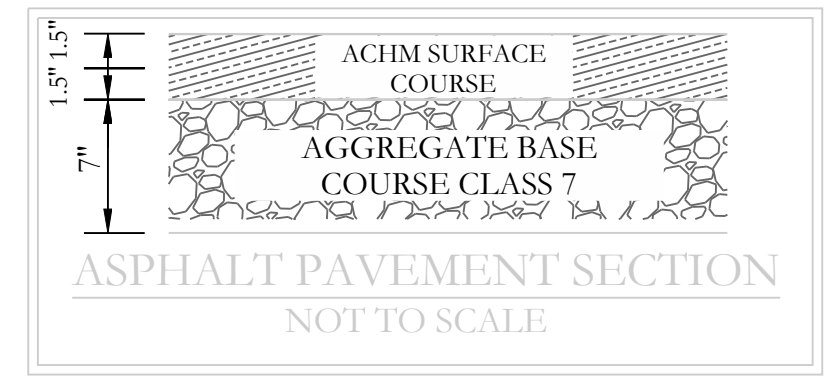 1.5"
1.5"
7"
ACHM SURFACE
COURSE
AGGREGATE BASE
COURSE CLASS 7
ASPHALT PAVEMENT SECTION
NOT TO SCALE